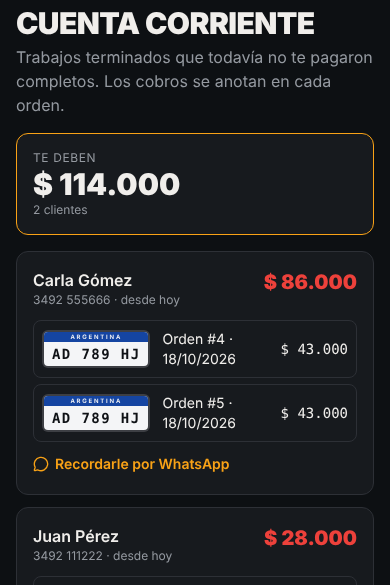 CUENTA CORRIENTE
Trabajos terminados que todavía no te pagaron
completos. Los cobros se anotan en cada
orden.
TE DEBEN
$ 114.000
2 clientes
Carla Gómez
$ 86.000
3492 555666 · desde hoy
ARGENTINA
AD 789 HJ
Orden #4 ·
18/10/2026
$ 43.000
ARGENTINA
AD 789 HJ
Orden #5 ·
18/10/2026
$ 43.000
Recordarle por WhatsApp
Juan Pérez
$ 28.000
3492 111222 · desde hoy